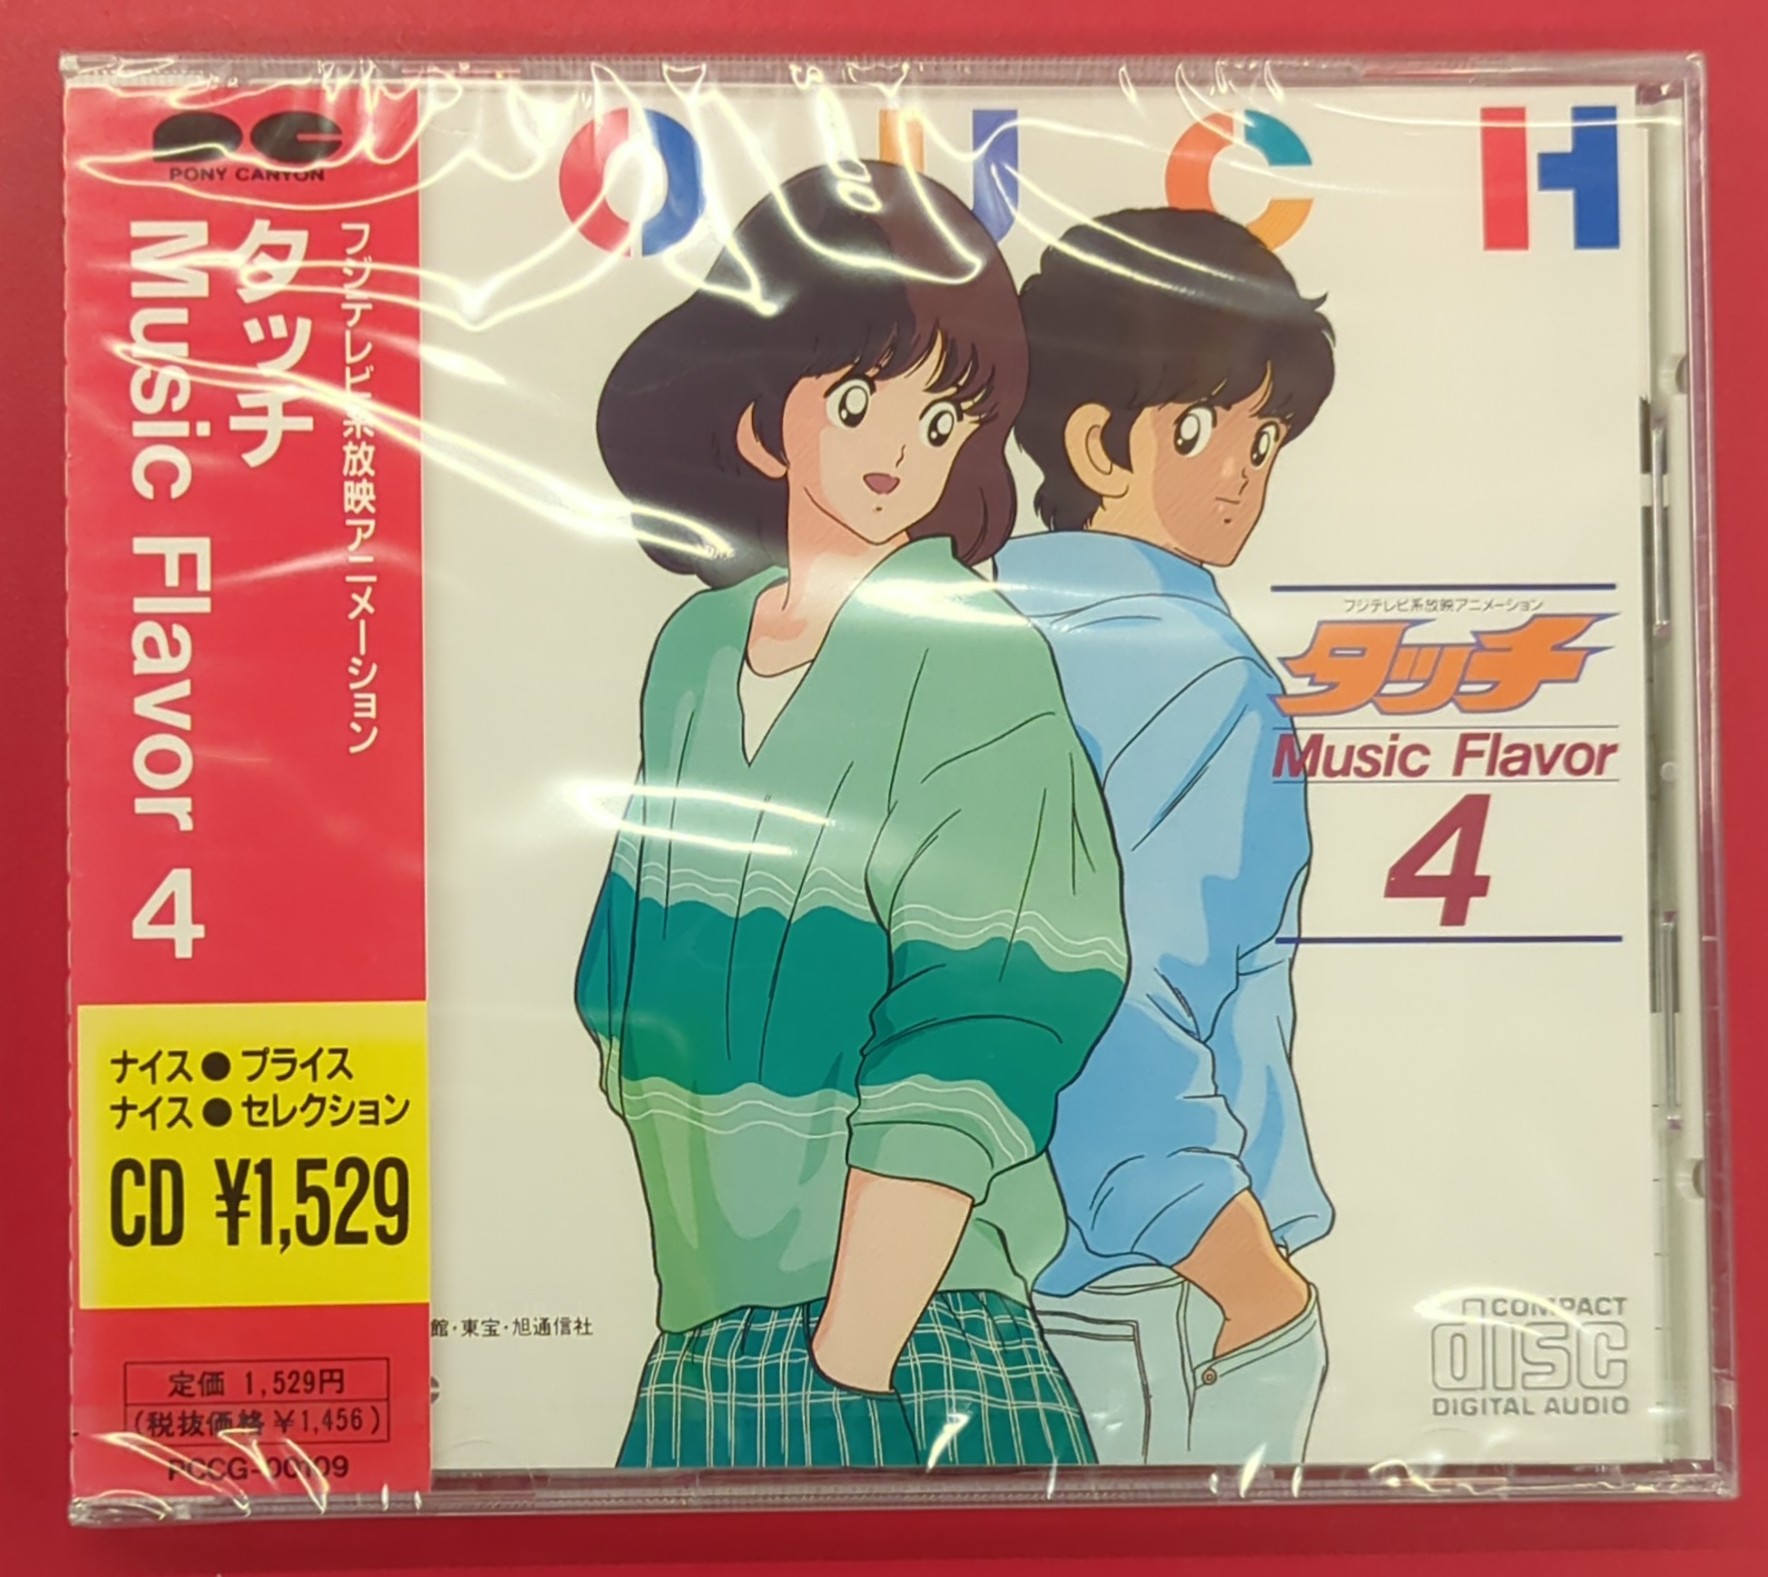 PONY CANYON
フジテレビ系放映アニメーション
タッチ
Music Flavor 4
ナイス●プライス
ナイス●セレクション
CD ¥1,529
定価 1,529円
(税抜価格 ¥1,456)
PCCG-00109
OUCH
フジテレビ系放映アニメーション
タッチ
Music Flavor
4
館・東宝・旭通信社
COMPACT
disc
DIGITAL AUDIO